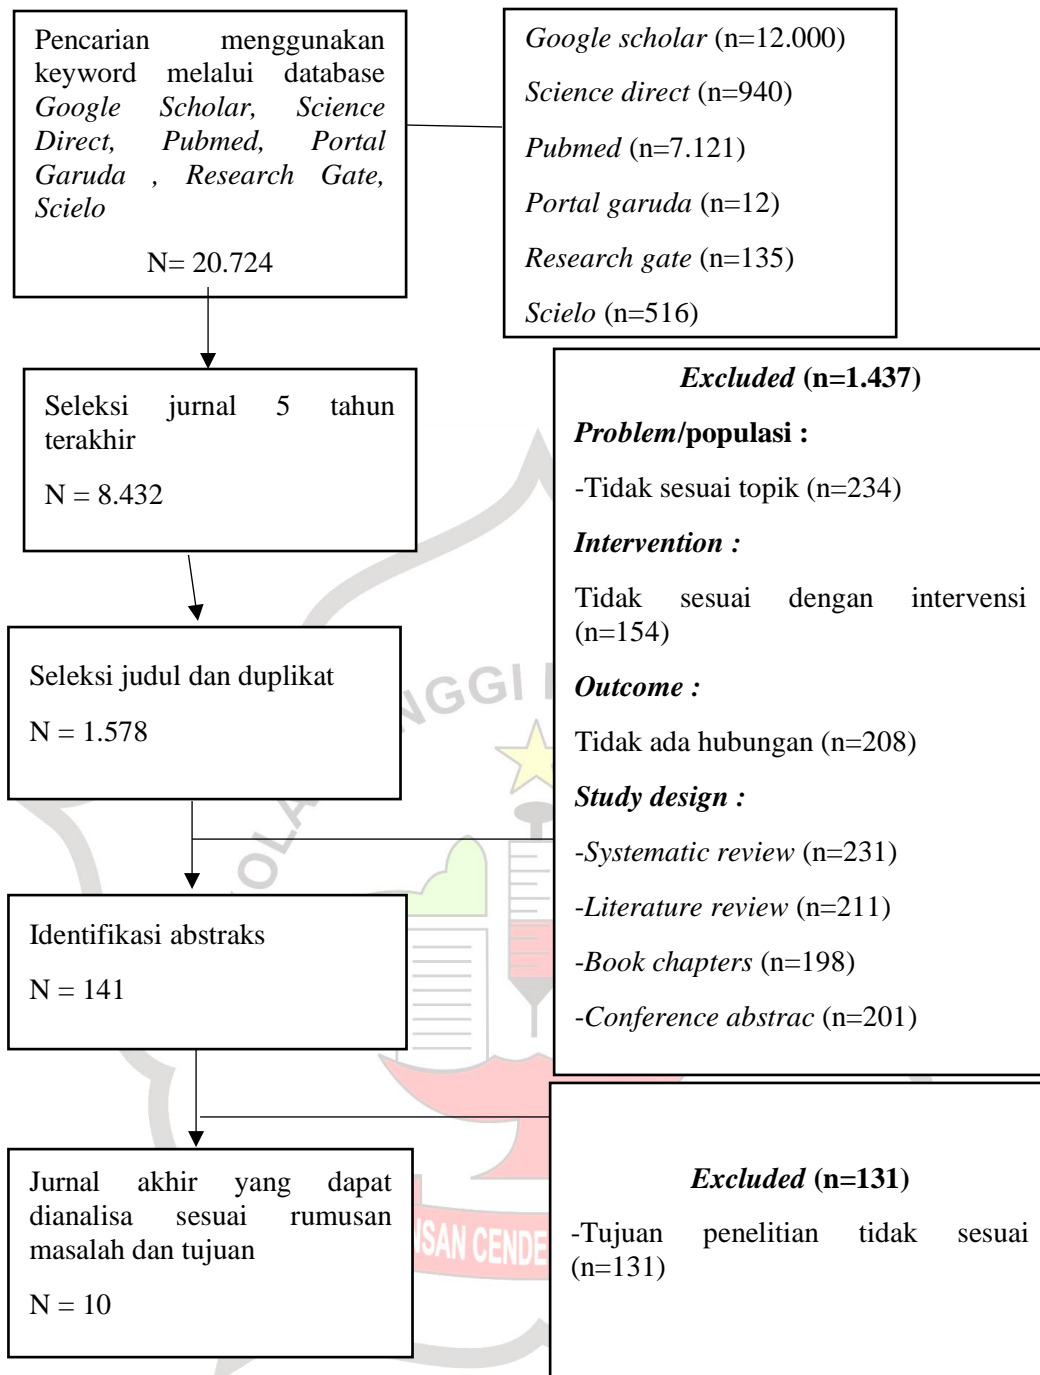 Pencarian menggunakan
keyword melalui database
Google Scholar, Science
Direct, Pubmed, Portal
Garuda , Research Gate,
Scielo
N= 20.724
Google scholar (n=12.000)
Science direct (n=940)
Pubmed (n=7.121)
Portal garuda (n=12)
Research gate (n=135)
Scielo (n=516)
Seleksi jurnal 5 tahun
terakhir
N = 8.432
Excluded (n=1.437)
Problem/populasi :
-Tidak sesuai topik (n=234)
Intervention :
Tidak sesuai dengan intervensi
(n=154)
Outcome :
Tidak ada hubungan (n=208)
Study design :
-Systematic review (n=231)
-Literature review (n=211)
-Book chapters (n=198)
-Conference abstrac (n=201)
Seleksi judul dan duplikat
N = 1.578
Identifikasi abstraks
N = 141
Excluded (n=131)
-Tujuan penelitian tidak sesuai
(n=131)
Jurnal akhir yang dapat
dianalisa sesuai rumusan
masalah dan tujuan
N = 10